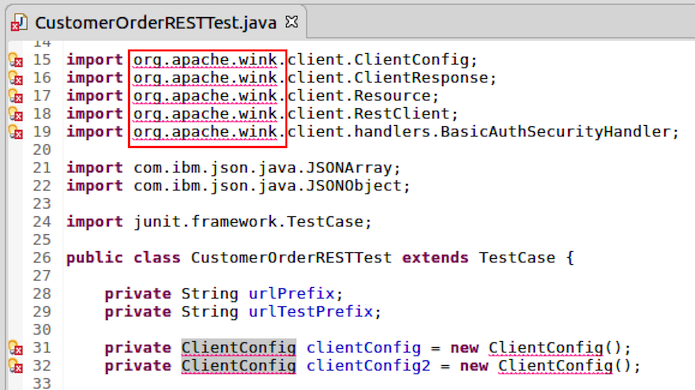 CustomerOrderRESTTest.java
14
15 import org.apache.wink.client.ClientConfig;
16 import org.apache.wink.client.ClientResponse;
17 import org.apache.wink.client.Resource;
18 import org.apache.wink.client.RestClient;
19 import org.apache.wink.client.handlers.BasicAuthSecurityHandler;
20
21 import com.ibm.json.java.JSONArray;
22 import com.ibm.json.java.JSONObject;
23
24 import junit.framework.TestCase;
25
26 public class CustomerOrderRESTTest extends TestCase {
27
28 private String urlPrefix;
29 private String urlTestPrefix;
30
31 private ClientConfig clientConfig = new ClientConfig();
32 private ClientConfig clientConfig2 = new ClientConfig();
33